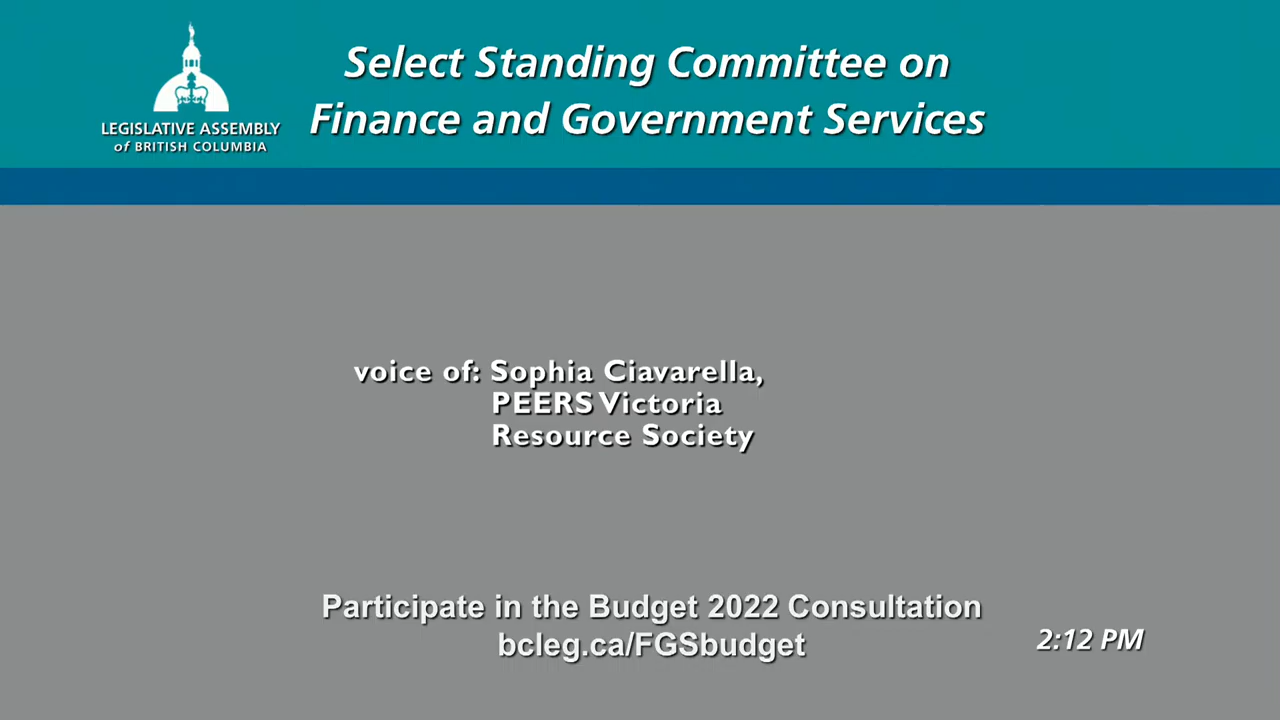 Select Standing Committee on
Finance and Government Services
LEGISLATIVE ASSEMBLY
of BRITISH COLUMBIA
voice of: Sophia Ciavarella,
PEERS Victoria
Resource Society
Participate in the Budget 2022 Consultation
bcleg.ca/FGSbudget
2:12 PM